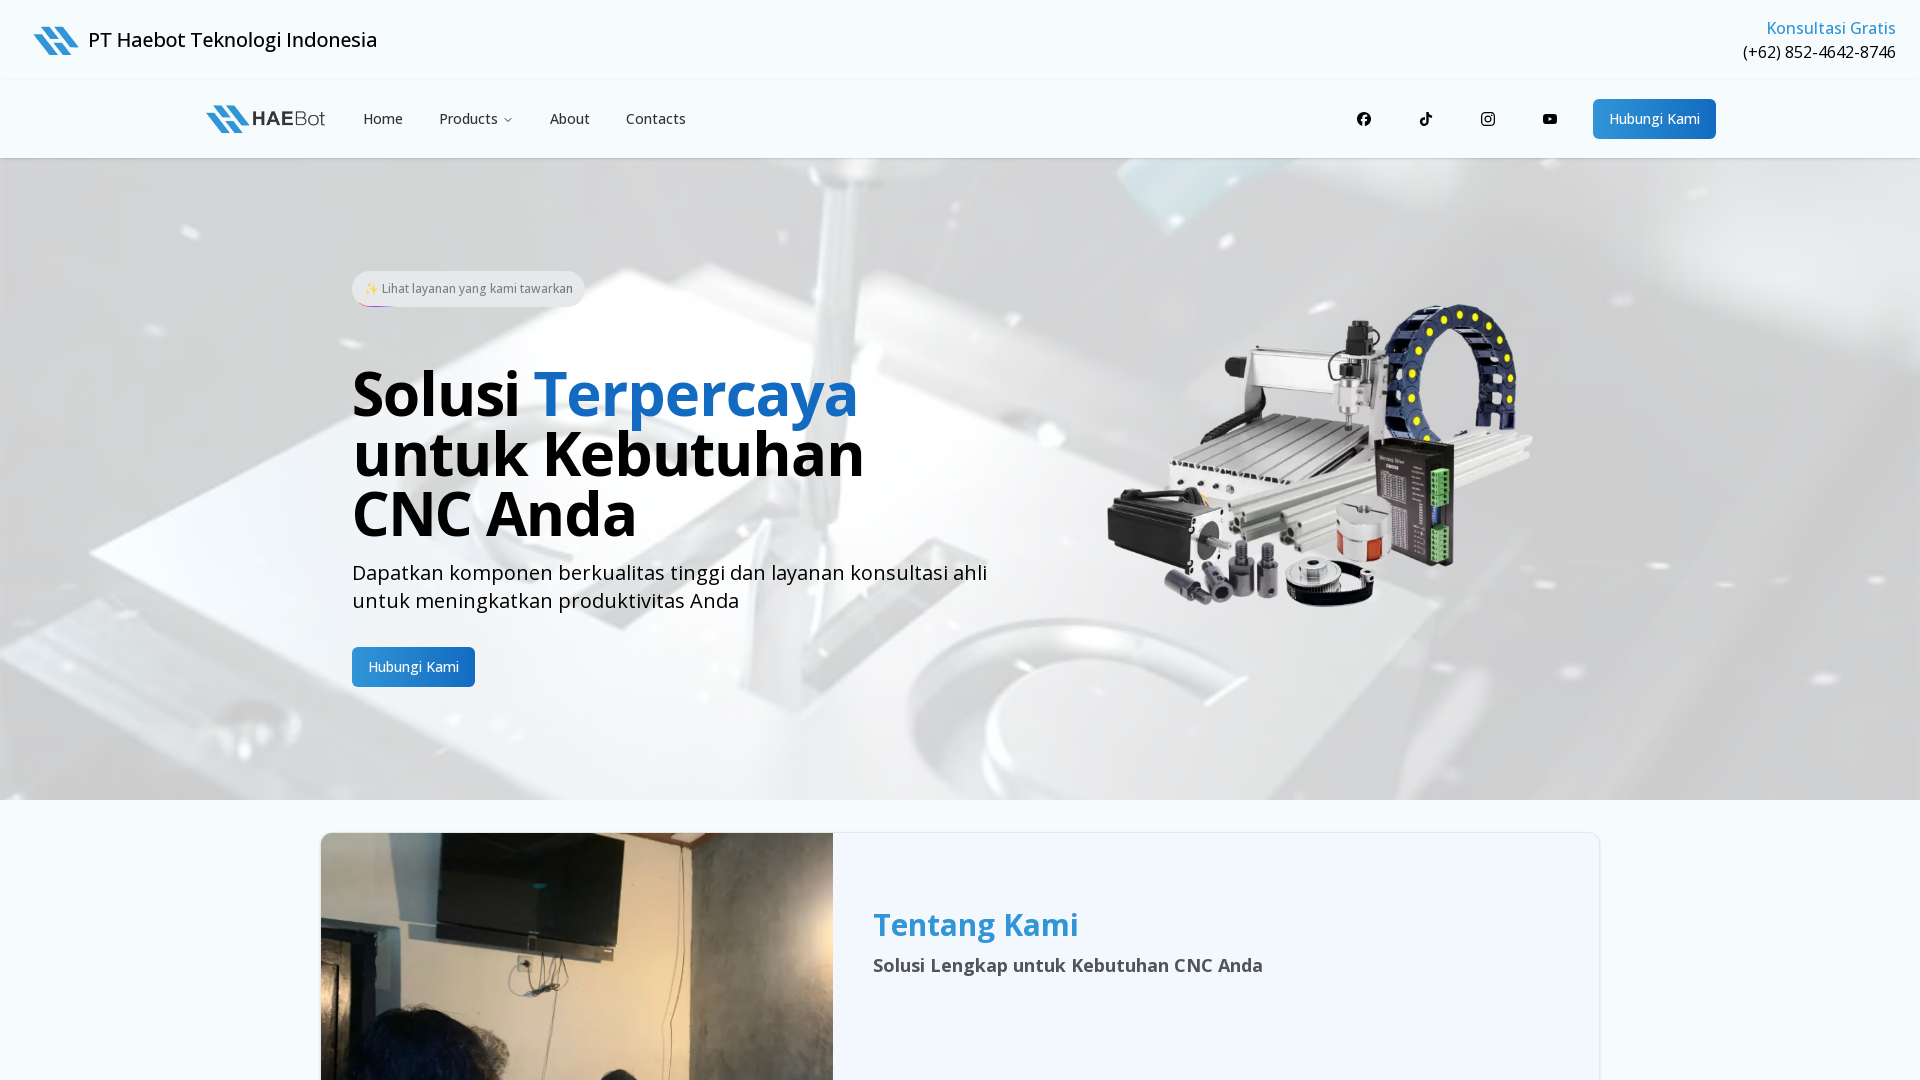 PT Haebot Teknologi Indonesia
Konsultasi Gratis
(+62) 852-4642-8746
HAEBot
Home
Products
About
Contacts
Hubungi Kami
✨ Lihat layanan yang kami tawarkan
Solusi Terpercaya
untuk Kebutuhan
CNC Anda
Dapatkan komponen berkualitas tinggi dan layanan konsultasi ahli
untuk meningkatkan produktivitas Anda
Hubungi Kami
Tentang Kami
Solusi Lengkap untuk Kebutuhan CNC Anda